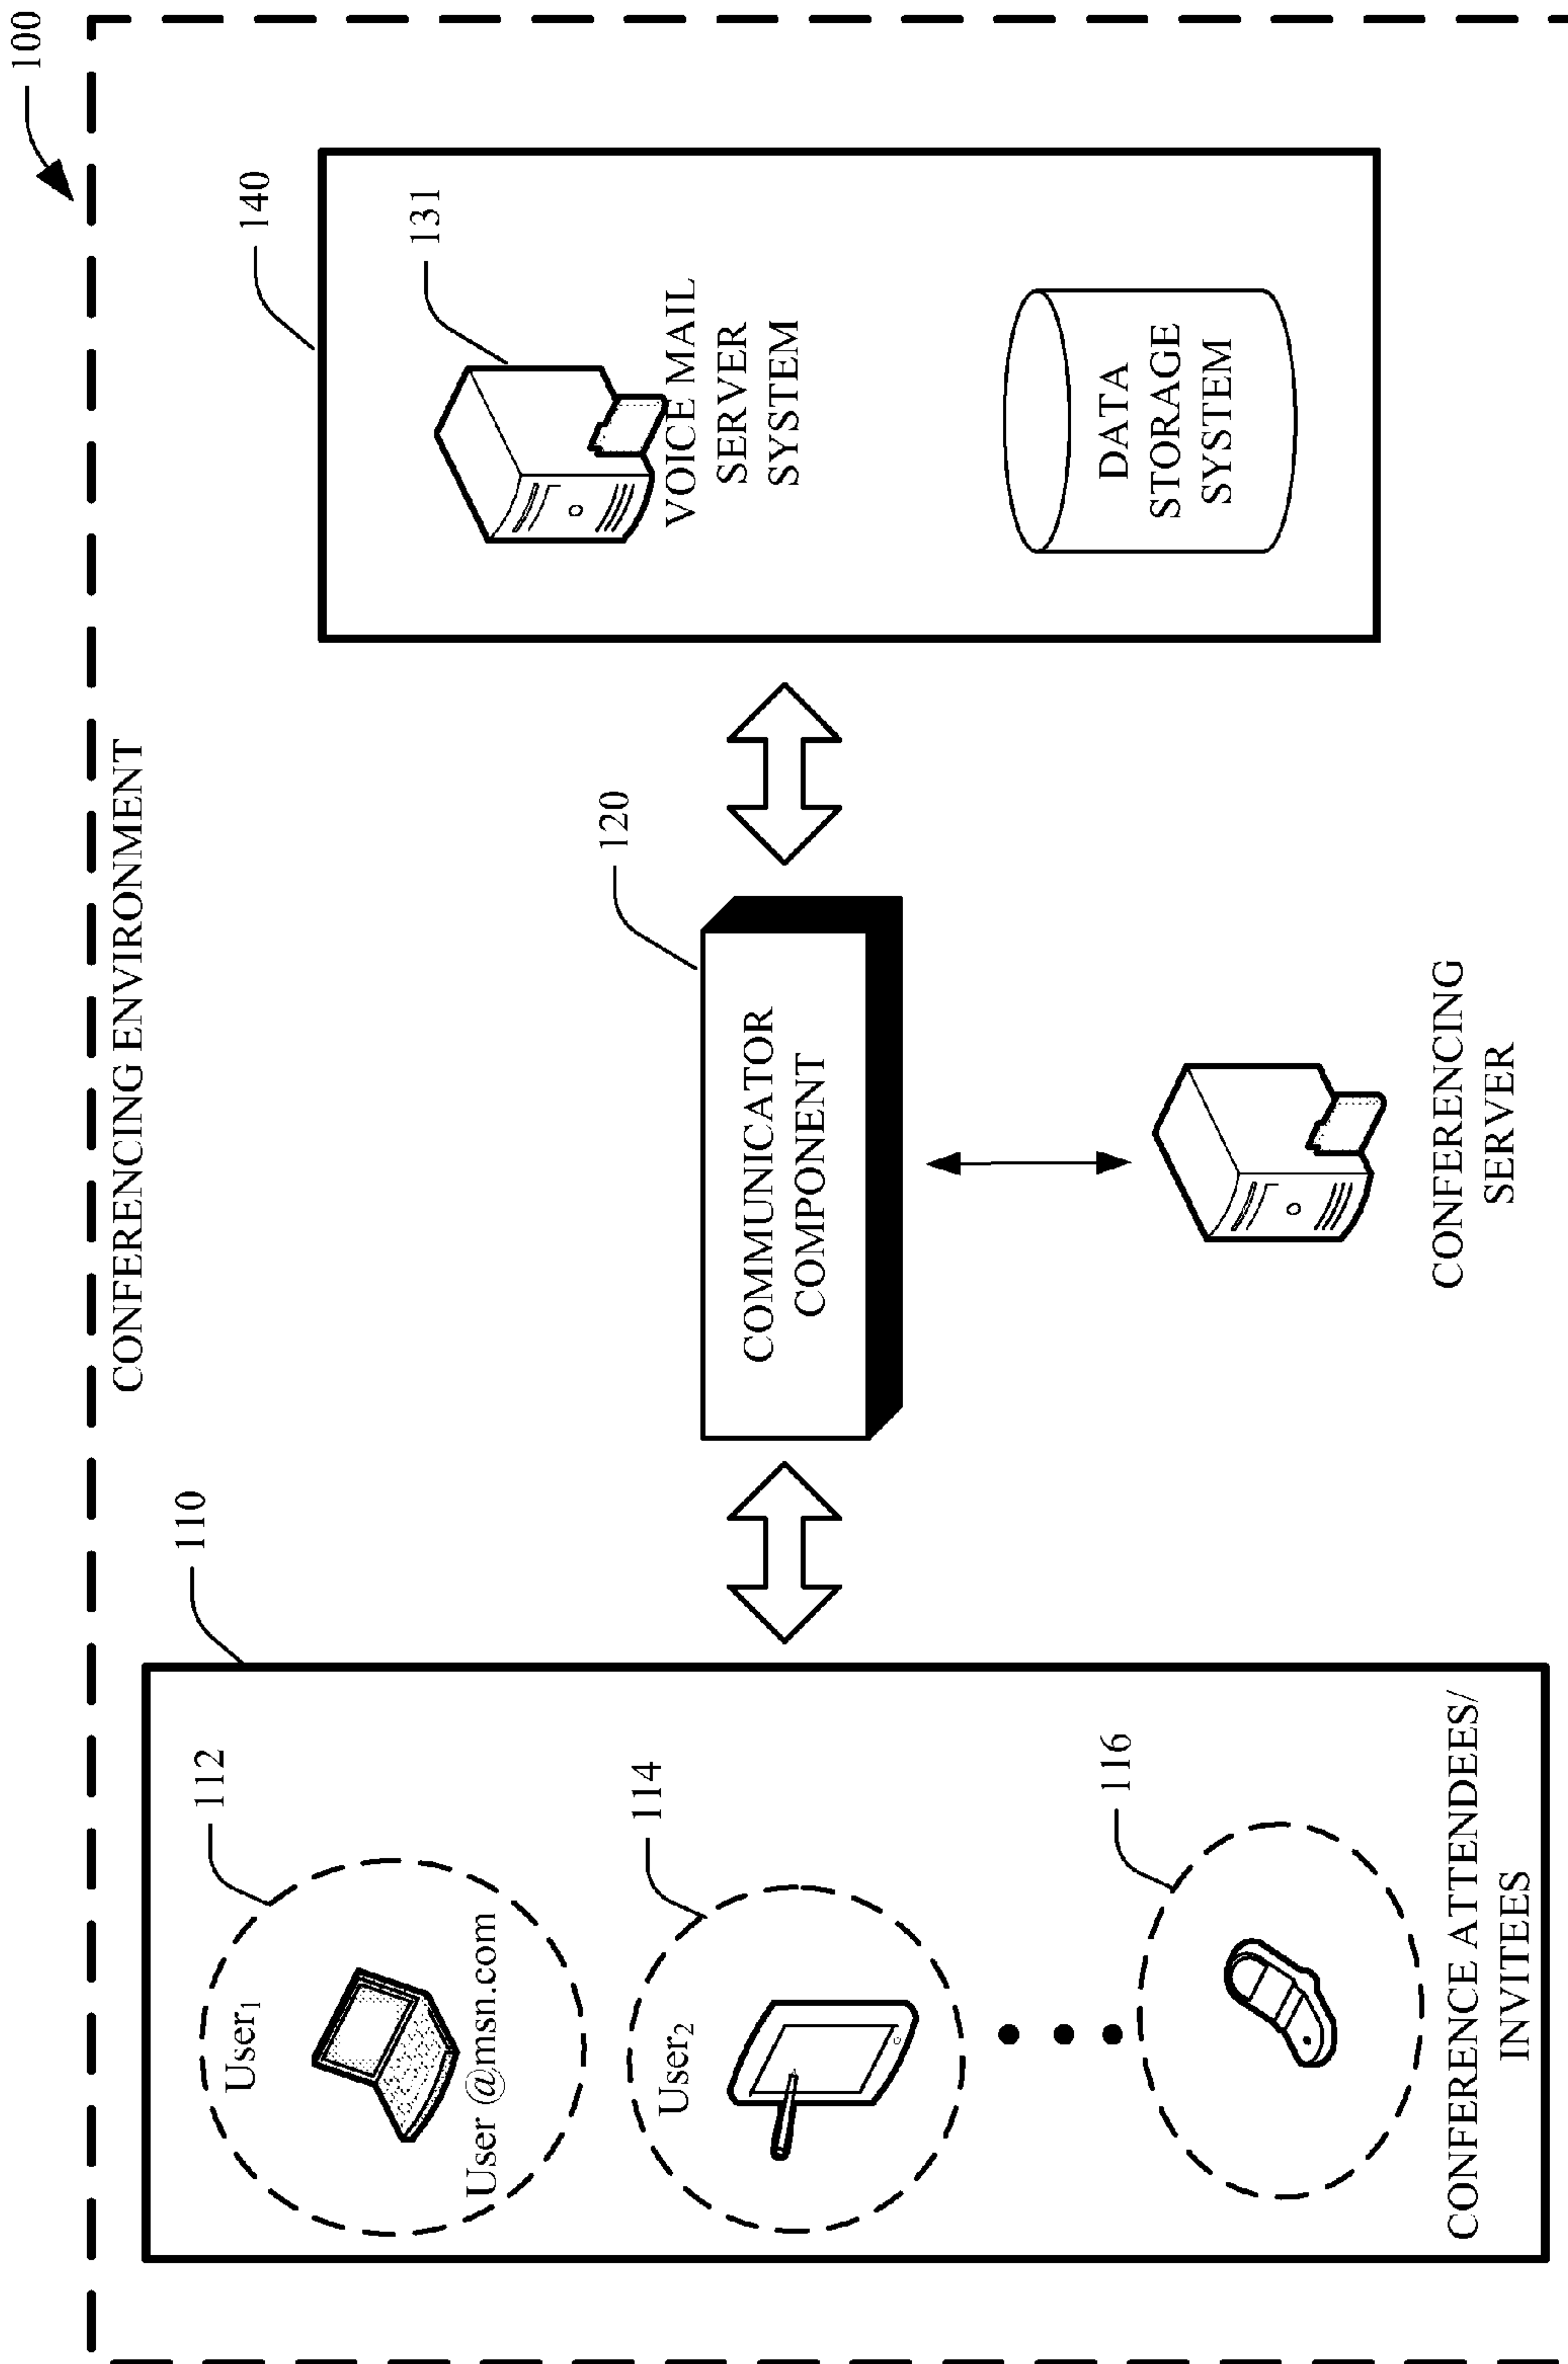 100
CONFERENCING ENVIRONMENT
110
112
User1
User @msn.com
114
User2
116
CONFERENCE ATTENDEES/
INVITEES
120
COMMUNICATOR
COMPONENT
CONFERENCING
SERVER
140
131
VOICE MAIL
SERVER
SYSTEM
DATA
STORAGE
SYSTEM